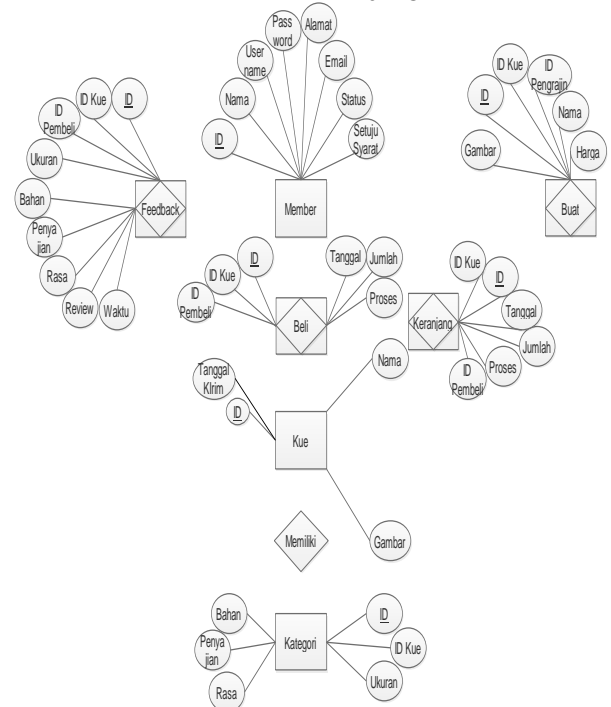 Feedback
ID
ID Kue
ID
Pembeli
Ukuran
Bahan
Penya
jian
Rasa
Review
Waktu
Member
ID
Nama
User
name
Pass
word
Alamat
Email
Status
Setuju
Syarat
Buat
Gambar
ID
ID Kue
ID
Pengrajin
Nama
Harga
Beli
ID
Pembeli
ID Kue
ID
Tanggal
Jumlah
Proses
Keranjang
ID Kue
ID
Tanggal
Jumlah
Proses
ID
Pembeli
Kue
Tanggal
KIrim
ID
Nama
Gambar
Memiliki
Kategori
Bahan
Penya
jian
Rasa
ID
ID Kue
Ukuran